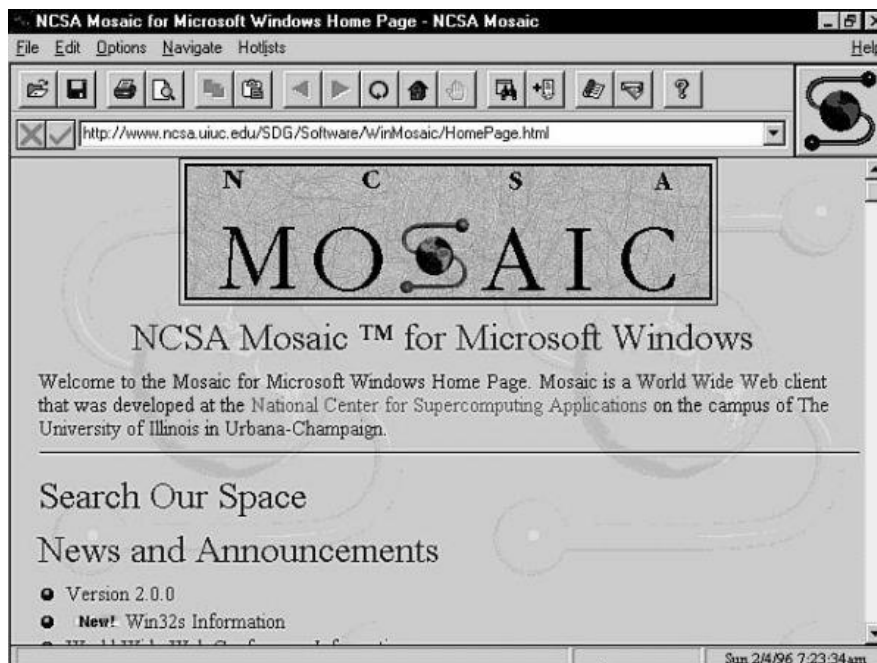 NCSA Mosaic for Microsoft Windows Home Page - NCSA Mosaic
File Edit Options Navigate Hotlists Help
http://www.ncsa.uiuc.edu/SDG/Software/WinMosaic/HomePage.html
N C S A
MOSAIC
NCSA Mosaic ™ for Microsoft Windows
Welcome to the Mosaic for Microsoft Windows Home Page. Mosaic is a World Wide Web client
that was developed at the National Center for Supercomputing Applications on the campus of The
University of Illinois in Urbana-Champaign.
Search Our Space
News and Announcements
Version 2.0.0
New! Win32s Information
Sun 2/4/96 7:23:34am